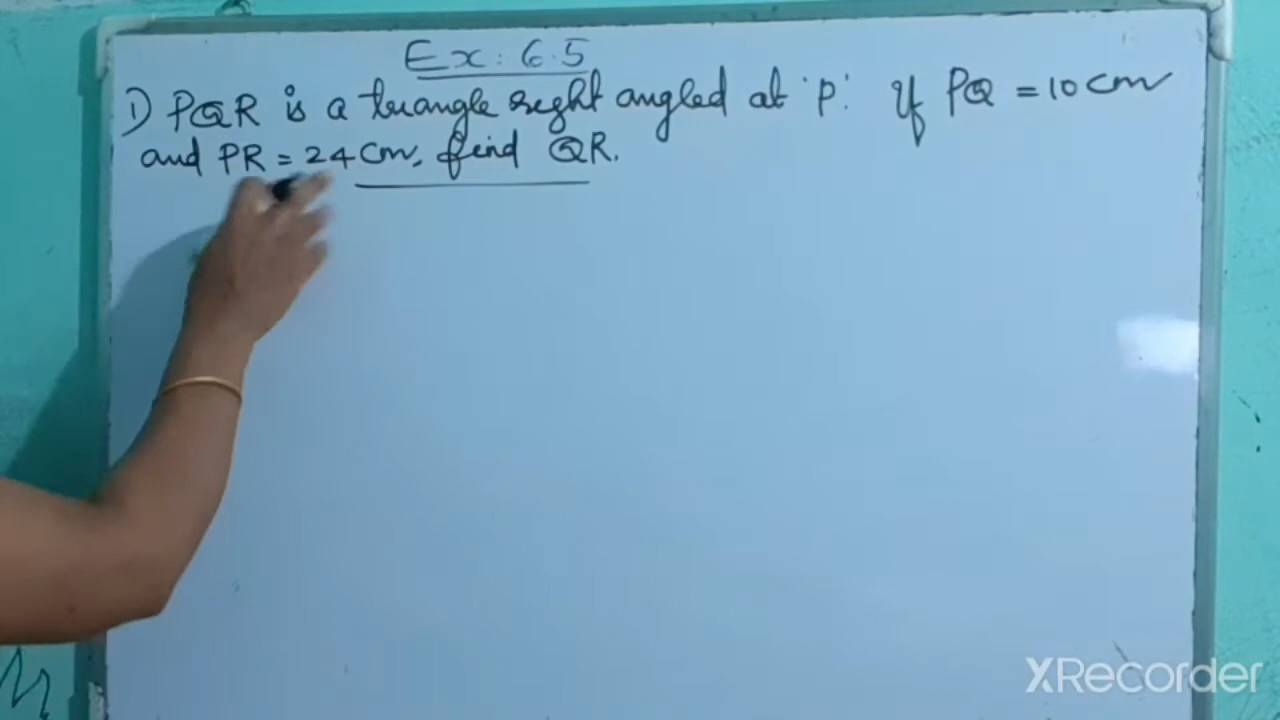 Ex: 6.5
1) PQR is a triangle right angled at 'P'. If PQ = 10 cm
and PR = 24 cm, find QR.
XRecorder